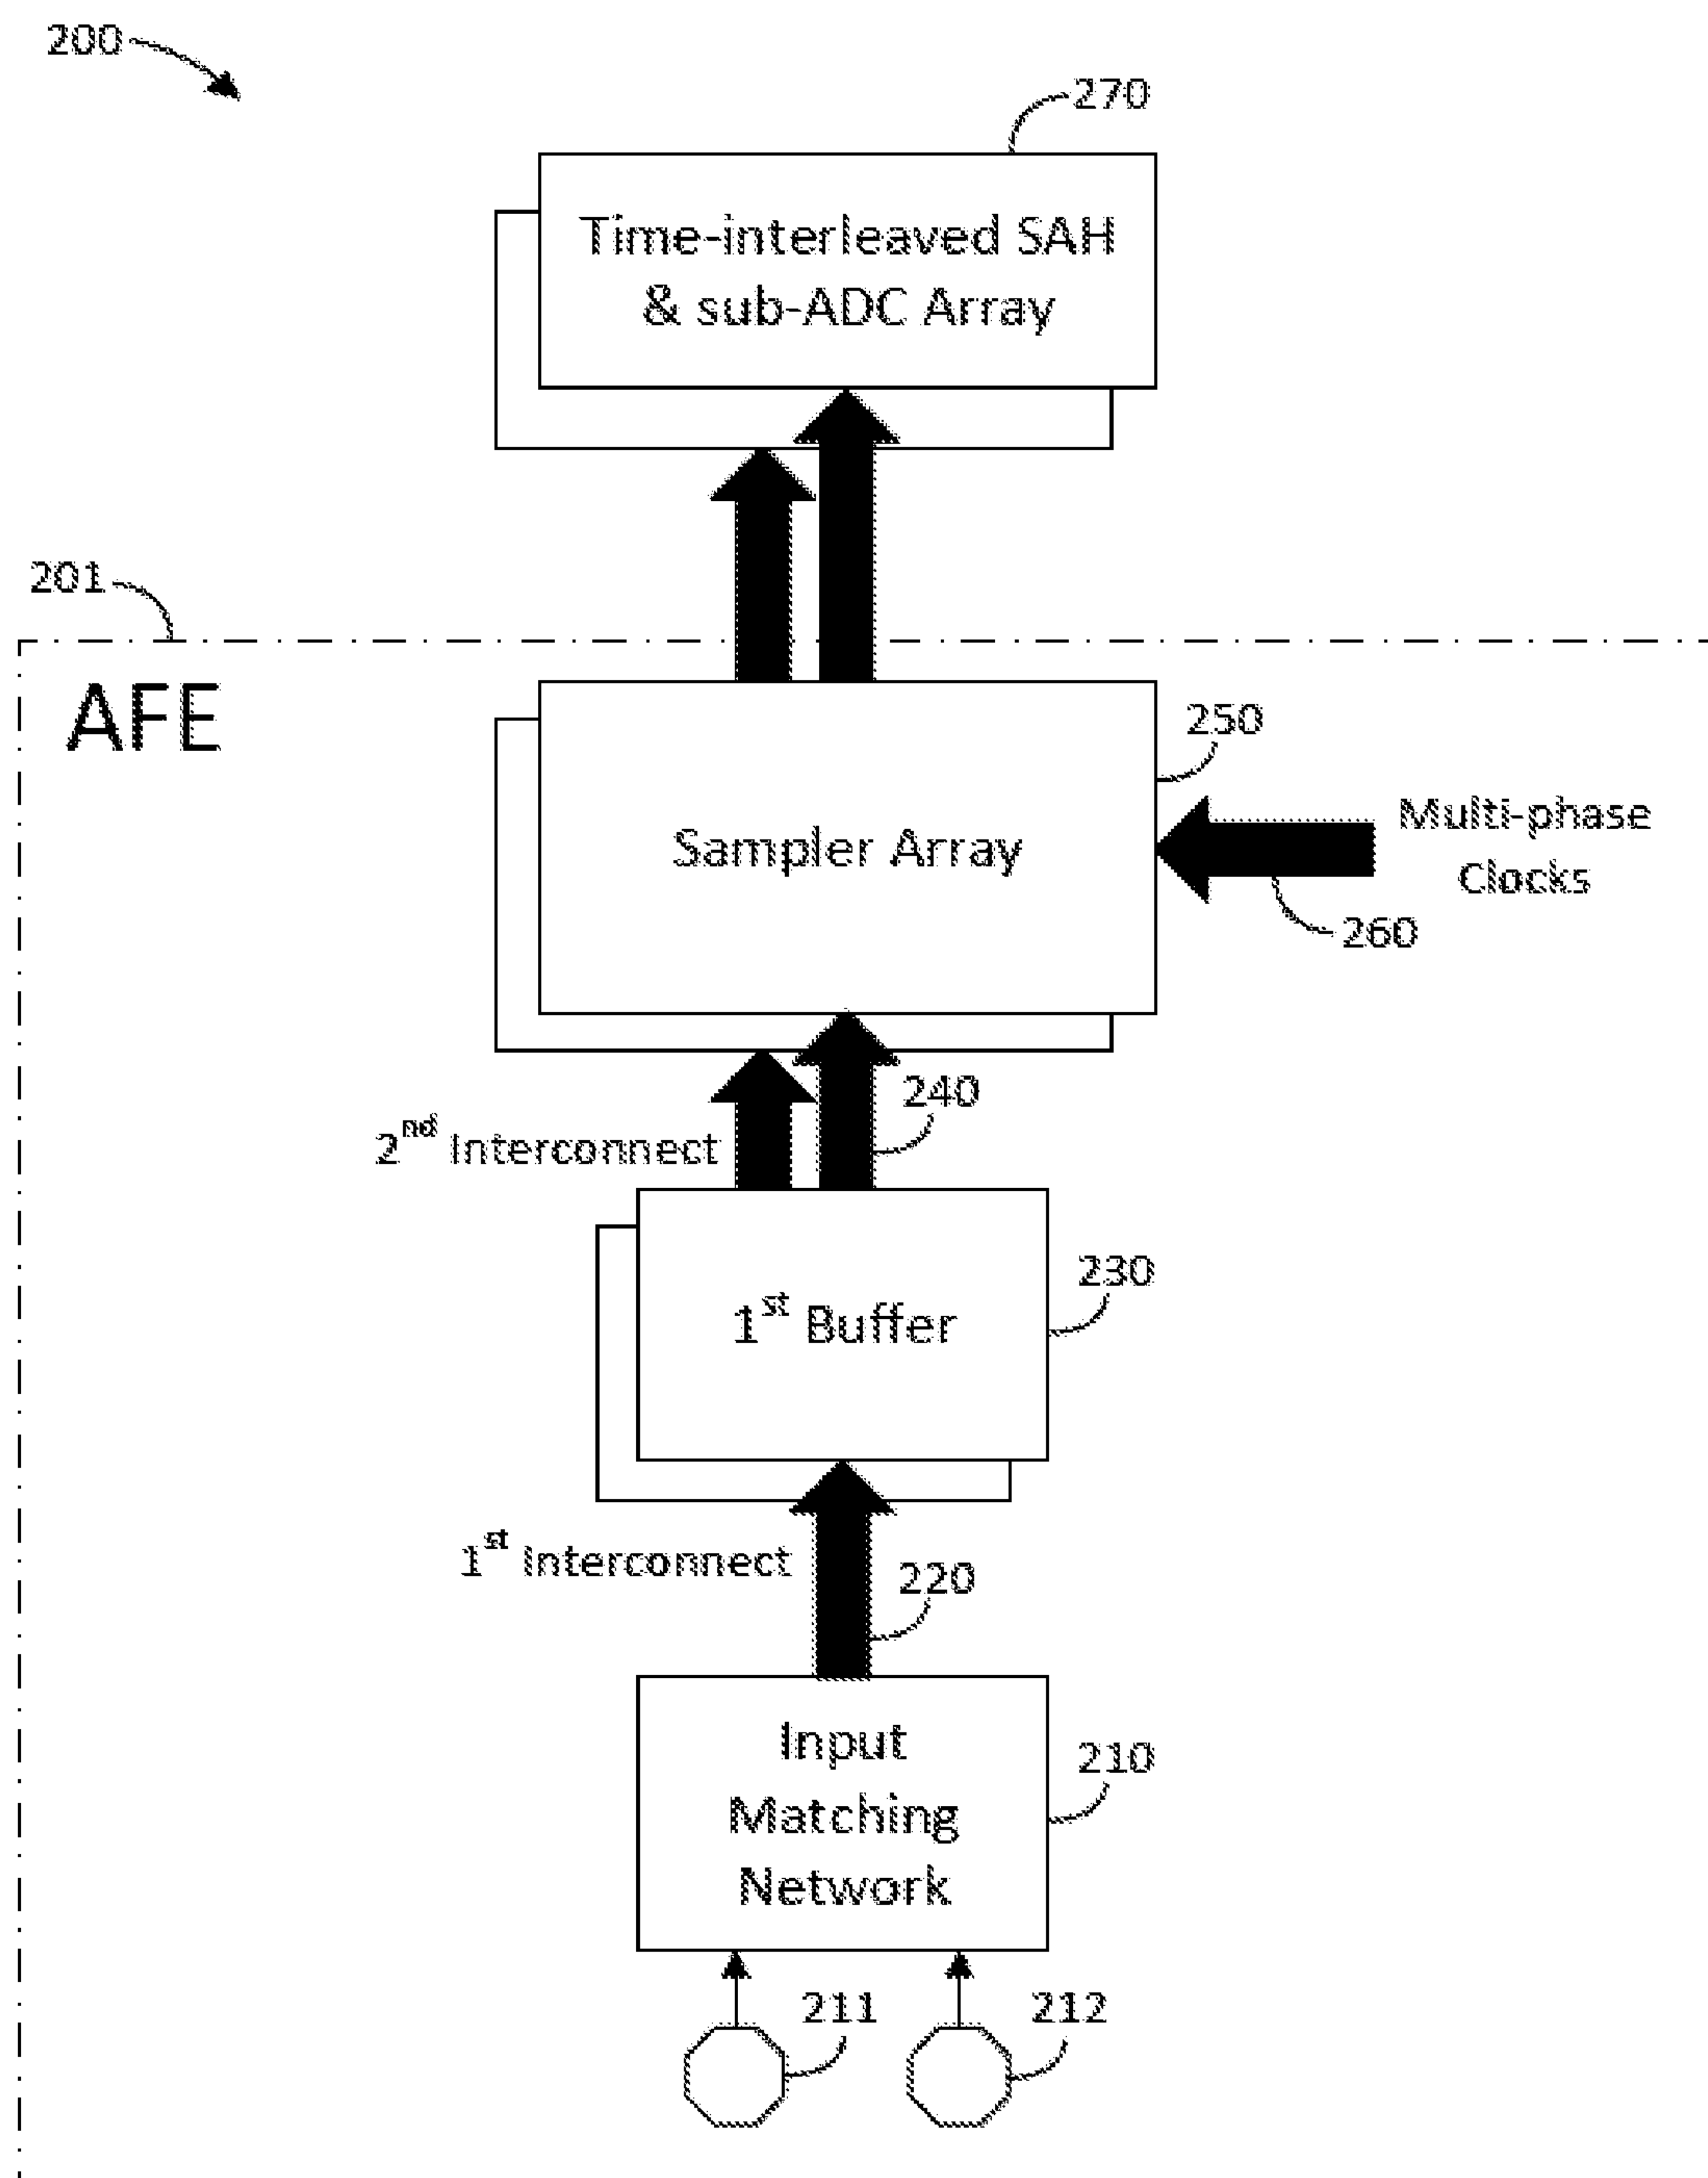 200
270
Time-interleaved SAH
& sub-ADC Array
201
AFE
250
Sampler Array
Multi-phase
Clocks
260
240
2nd Interconnect
230
1st Buffer
1st Interconnect
220
Input
Matching
Network
210
211
212